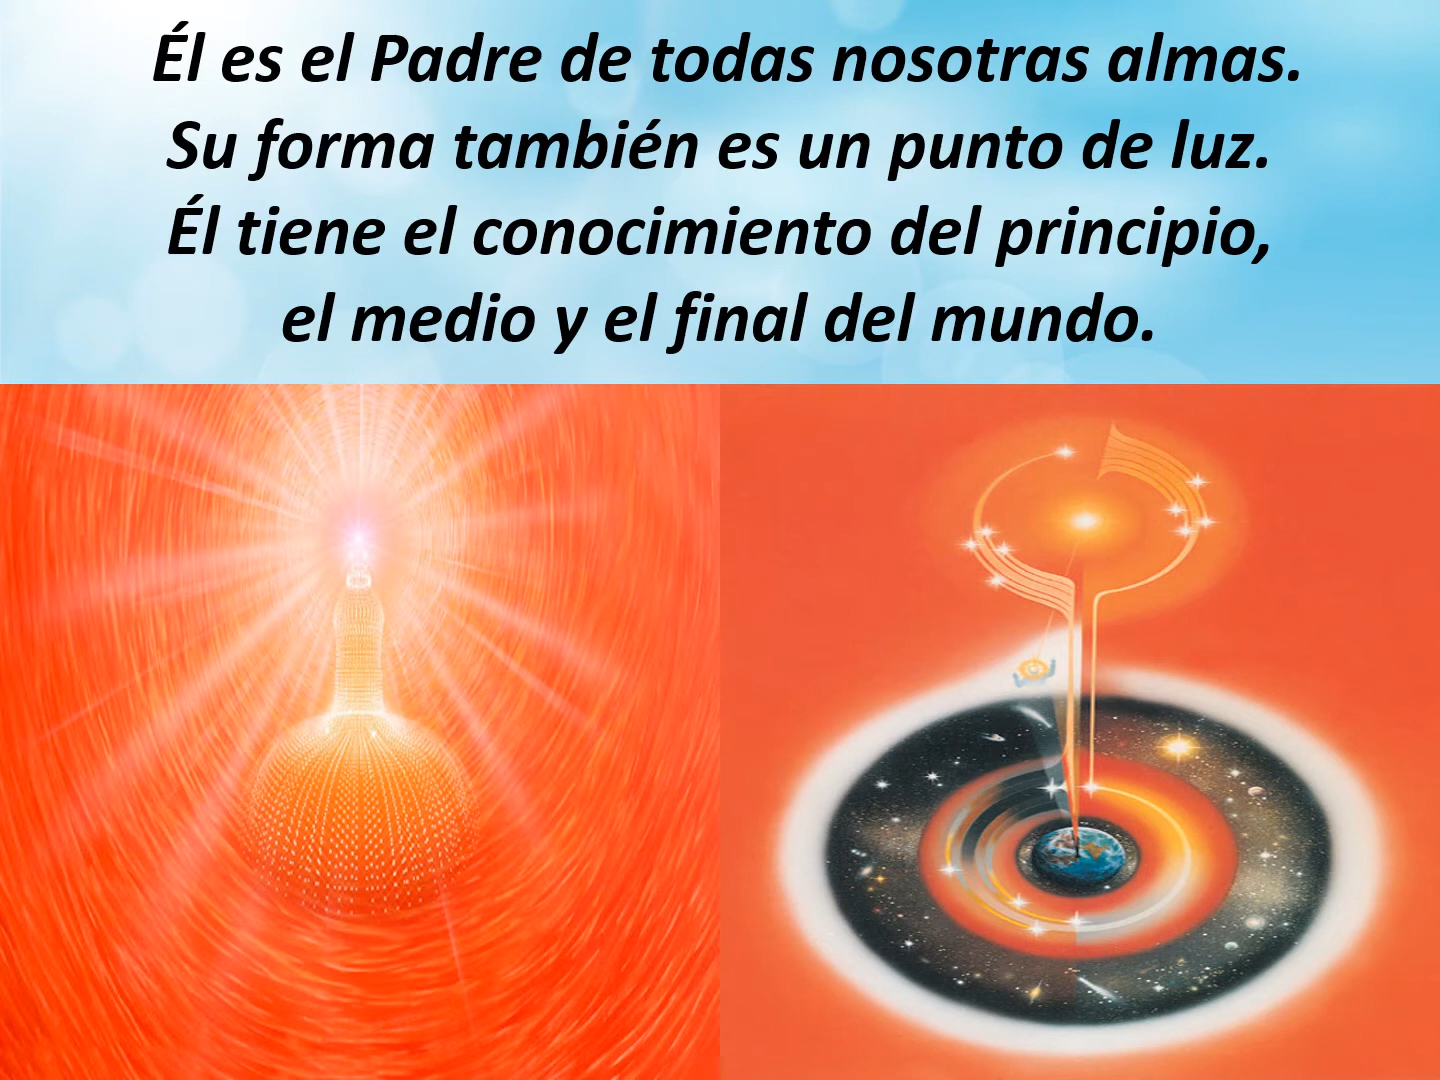 Él es el Padre de todas nosotras almas.
Su forma también es un punto de luz.
Él tiene el conocimiento del principio,
el medio y el final del mundo.